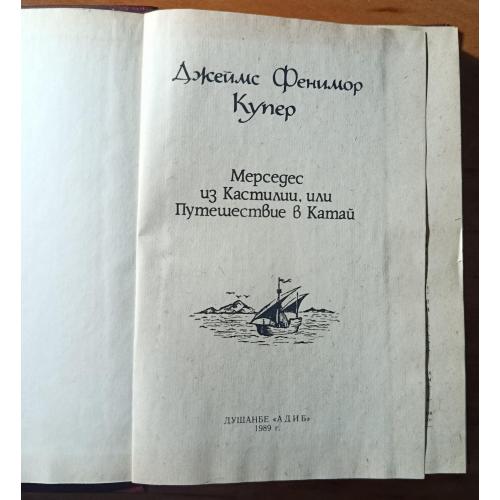 Джеймс Фенимор
Купер
Мерседес
из Кастилии, или
Путешествие в Катай
ДУШАНБЕ «АДИБ»
1989 г.